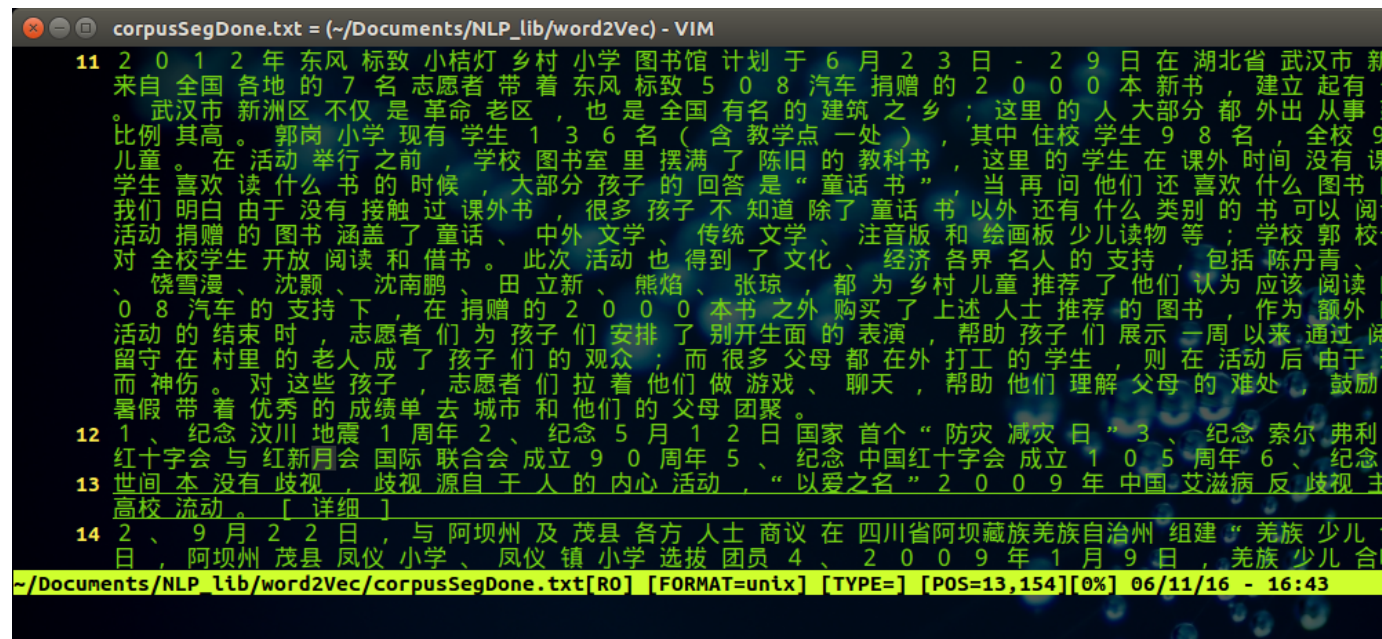 corpusSegDone.txt = (~/Documents/NLP_lib/word2Vec) - VIM
11 ２ ０ １ ２ 年 东风 标致 小桔灯 乡村 小学 图书馆 计划 于 ６ 月 ２ ３ 日 - ２ ９ 日 在 湖北省 武汉市
来自 全国 各地 的 ７ 名 志愿者 带 着 东风 标致 ５ ０ ８ 汽车 捐赠 的 ２ ０ ０ ０ 本 新书 ， 建立 起有
。 武汉市 新洲区 不仅 是 革命 老区 ， 也 是 全国 有名 的 建筑 之 乡 ； 这里 的 人 大部分 都 外出 从事
比例 其高 。 郭岗 小学 现有 学生 １ ３ ６ 名 （ 含 教学点 一处 ） ， 其中 住校 学生 ９ ８ 名 ， 全校 ９
儿童 。 在 活动 举行 之前 ， 学校 图书室 里 摆满 了 陈旧 的 教科书 ， 这里 的 学生 在 课外 时间 没有
学生 喜欢 读 什么 书 的 时候 ， 大部分 孩子 的 回答 是 “ 童话 书 ” ， 当 再 问 他们 还 喜欢 什么 图书
我们 明白 由于 没有 接触 过 课外书 ， 很多 孩子 不 知道 除了 童话 书 以外 还有 什么 类别 的 书 可以 阅
活动 捐赠 的 图书 涵盖 了 童话 、 中外 文学 、 传统 文学 、 注音版 和 绘画板 少儿读物 等 ； 学校 郭 校
对 全校学生 开放 阅读 和 借书 。 此次 活动 也 得到 了 文化 、 经济 各界 名人 的 支持 ， 包括 陈丹青 、
、 饶雪漫 、 沈颢 、 沈南鹏 、 田 立新 、 熊焰 、 张琼 ， 都 为 乡村 儿童 推荐 了 他们 认为 应该 阅读
０ ８ 汽车 的 支持 下 ， 在 捐赠 的 ２ ０ ０ ０ 本书 之外 购买 了 上述 人士 推荐 的 图书 ， 作为 额外
活动 的 结束 时 ， 志愿者 们 为 孩子 们 安排 了 别开生面 的 表演 ， 帮助 孩子 们 展示 一周 以来 通过 阅
留守 在 村里 的 老人 成 了 孩子 们 的 观众 ； 而 很多 父母 都 在外 打工 的 学生 ， 则 在 活动 后 由于
而 神伤 。 对 这些 孩子 ， 志愿者 们 拉 着 他们 做 游戏 、 聊天 ， 帮助 他们 理解 父母 的 难处 ， 鼓励
暑假 带 着 优秀 的 成绩单 去 城市 和 他们 的 父母 团聚 。
12 １ 、 纪念 汶川 地震 １ 周年 ２ 、 纪念 ５ 月 １ ２ 日 国家 首个 “ 防灾 减灾 日 ” ３ 、 纪念 索尔 弗利
红十字会 与 红新月会 国际 联合会 成立 ９ ０ 周年 ５ 、 纪念 中国红十字会 成立 １ ０ ５ 周年 ６ 、 纪念
13 世间 本 没有 歧视 ， 歧视 源自 于 人 的 内心 活动 ， “ 以爱之名 ” ２ ０ ０ ９ 年 中国 艾滋病 反 歧视 主
高校 流动 。 ［ 详细 ］
14 ２ 、 ９ 月 ２ ２ 日 ， 与 阿坝州 及 茂县 各方 人士 商议 在 四川省阿坝藏族羌族自治州 组建 “ 羌族 少儿
日 ， 阿坝州 茂县 凤仪 小学 、 凤仪 镇 小学 选拔 团员 ４ 、 ２ ０ ０ ９ 年 １ 月 ９ 日 ， 羌族 少儿 合
~/Documents/NLP_lib/word2Vec/corpusSegDone.txt[RO] [FORMAT=unix] [TYPE=] [POS=13,154][0%] 06/11/16 - 16:43